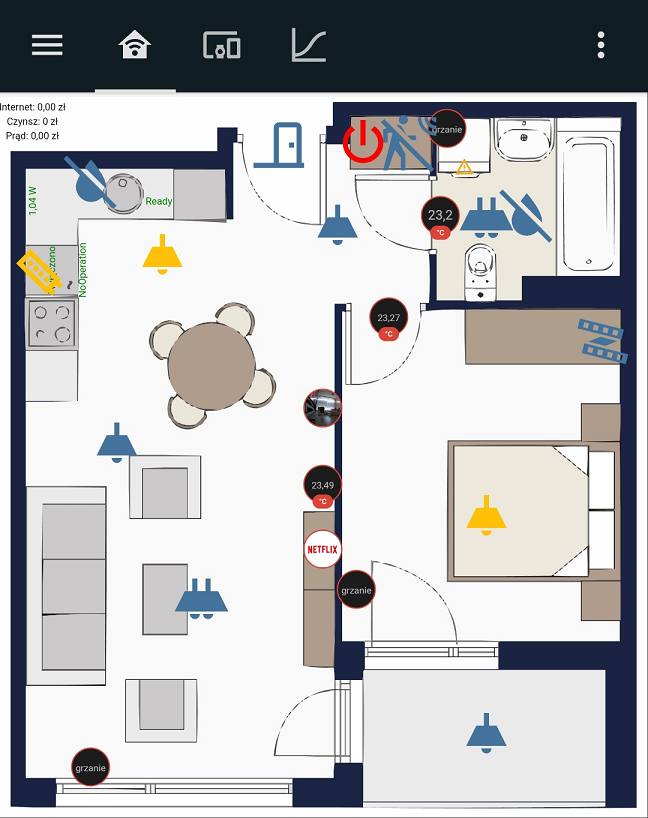 Internet: 0,00 zł
Czynsz: 0 zł
Prąd: 0,00 zł
grzanie
1,04 W
Ready
23,2
°C
NoOperation
23,27
°C
23,49
°C
NETFLIX
grzanie
grzanie